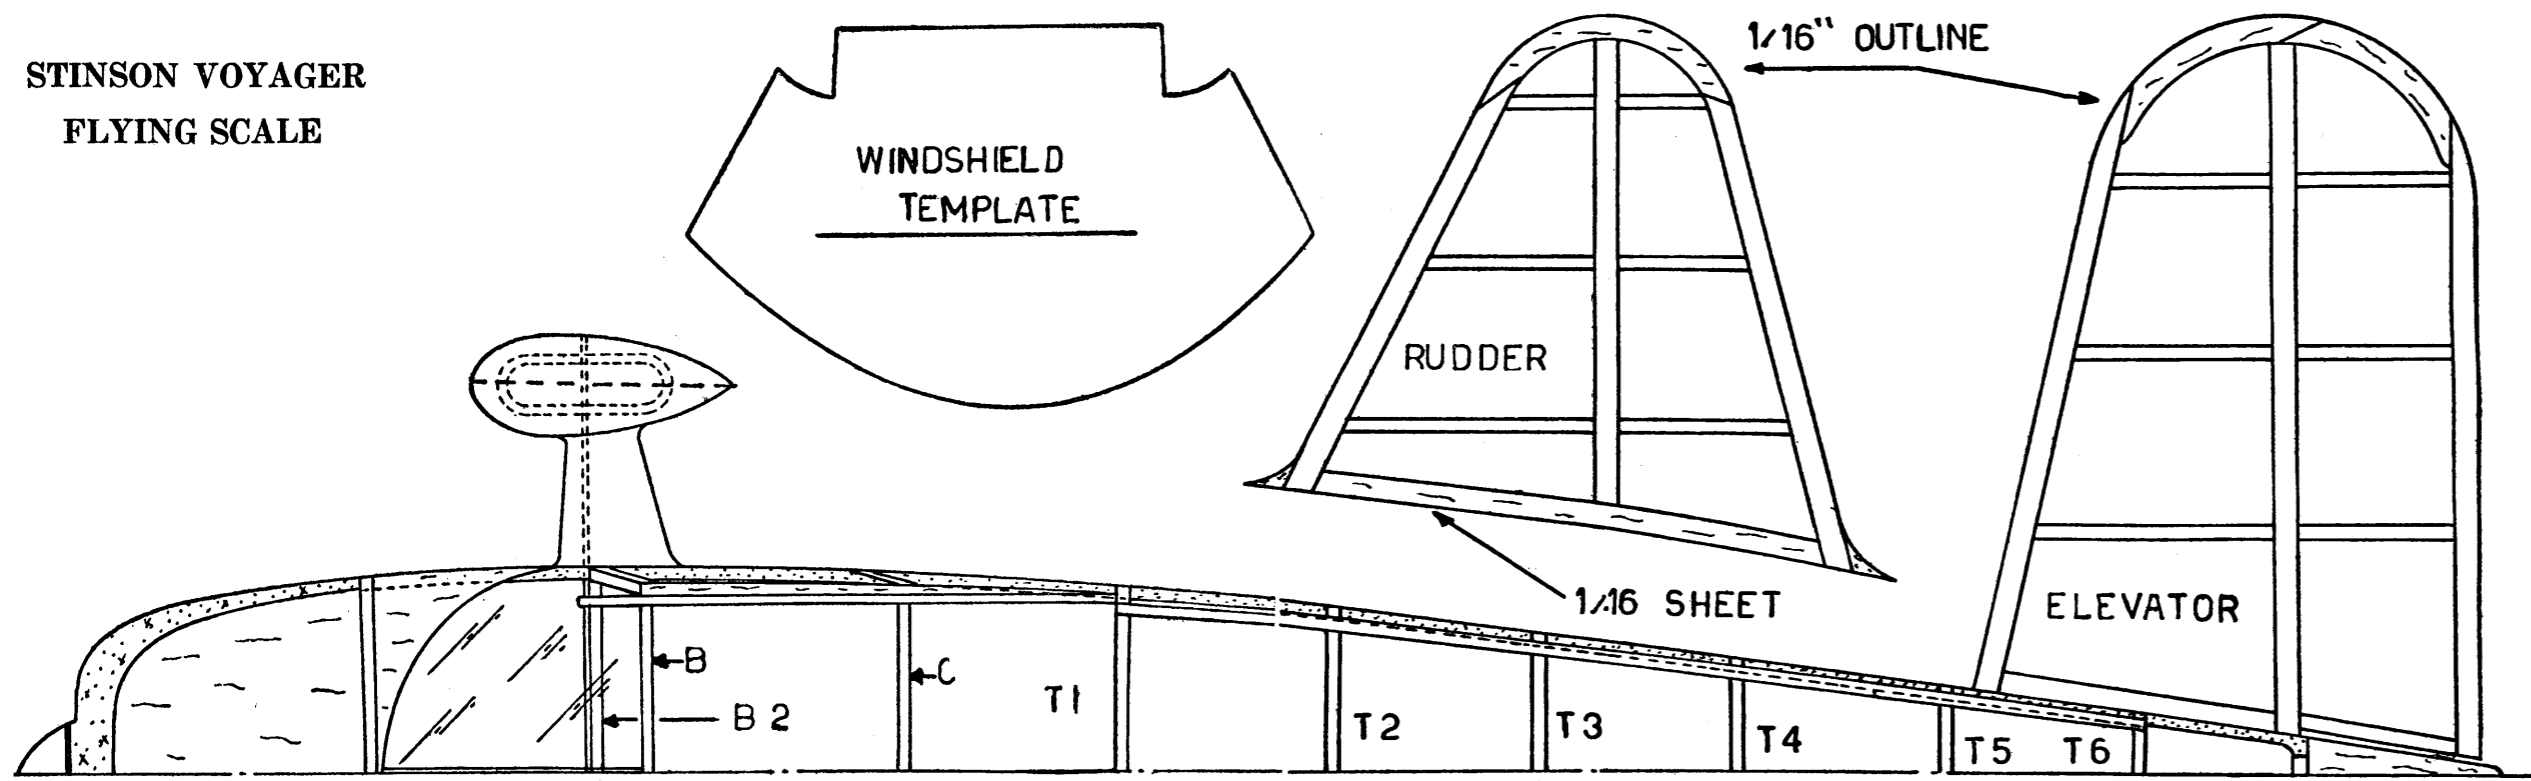 STINSON VOYAGER
FLYING SCALE
WINDSHIELD
TEMPLATE
1/16" OUTLINE
RUDDER
1/16 SHEET
ELEVATOR
B
B 2
C
T1
T2
T3
T4
T5
T6